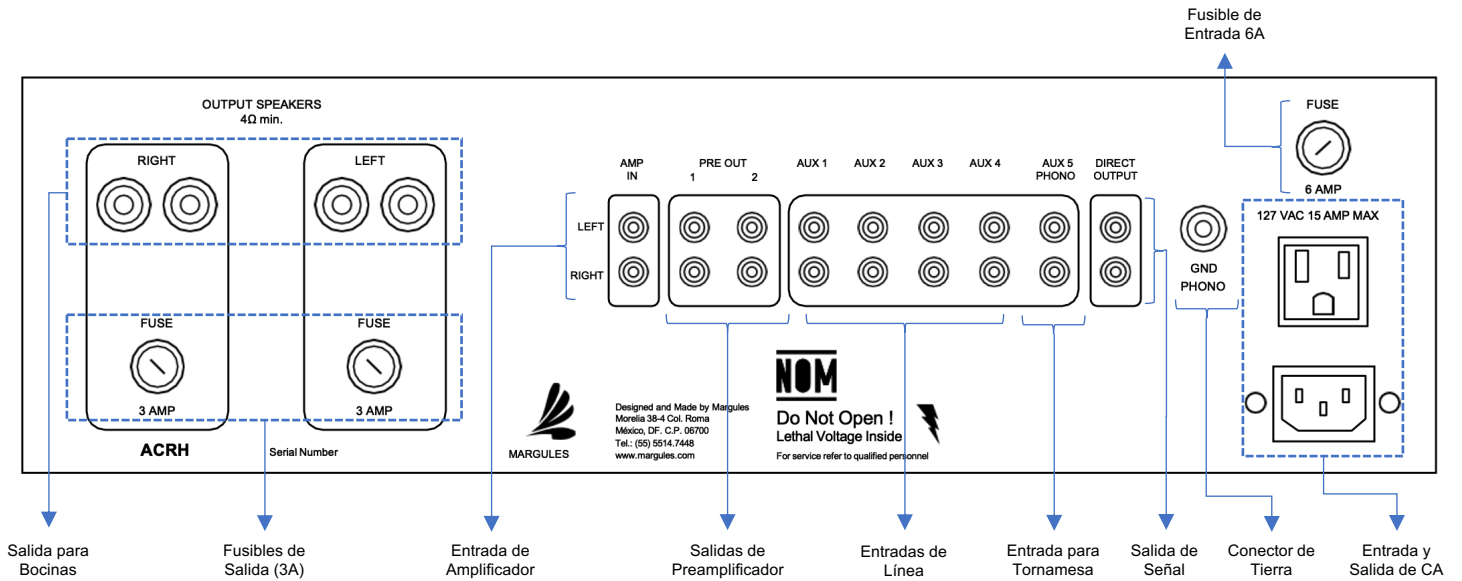 Fusible de
Entrada 6A
OUTPUT SPEAKERS
4Ω min.
RIGHT
LEFT
FUSE
3 AMP
FUSE
3 AMP
ACRH
Serial Number
AMP
IN
PRE OUT
1 2
AUX 1
AUX 2
AUX 3
AUX 4
AUX 5
PHONO
DIRECT
OUTPUT
LEFT
RIGHT
GND
PHONO
FUSE
6 AMP
127 VAC 15 AMP MAX
MARGULES
Designed and Made by Margules
Morelia 38-4 Col. Roma
México, DF. C.P. 06700
Tel.: (55) 5514.7448
www.margules.com
NOM
Do Not Open !
Lethal Voltage Inside
For service refer to qualified personnel
Salida para
Bocinas
Fusibles de
Salida (3A)
Entrada de
Amplificador
Salidas de
Preamplificador
Entradas de
Línea
Entrada para
Tornamesa
Salida de
Señal
Conector de
Tierra
Entrada y
Salida de CA